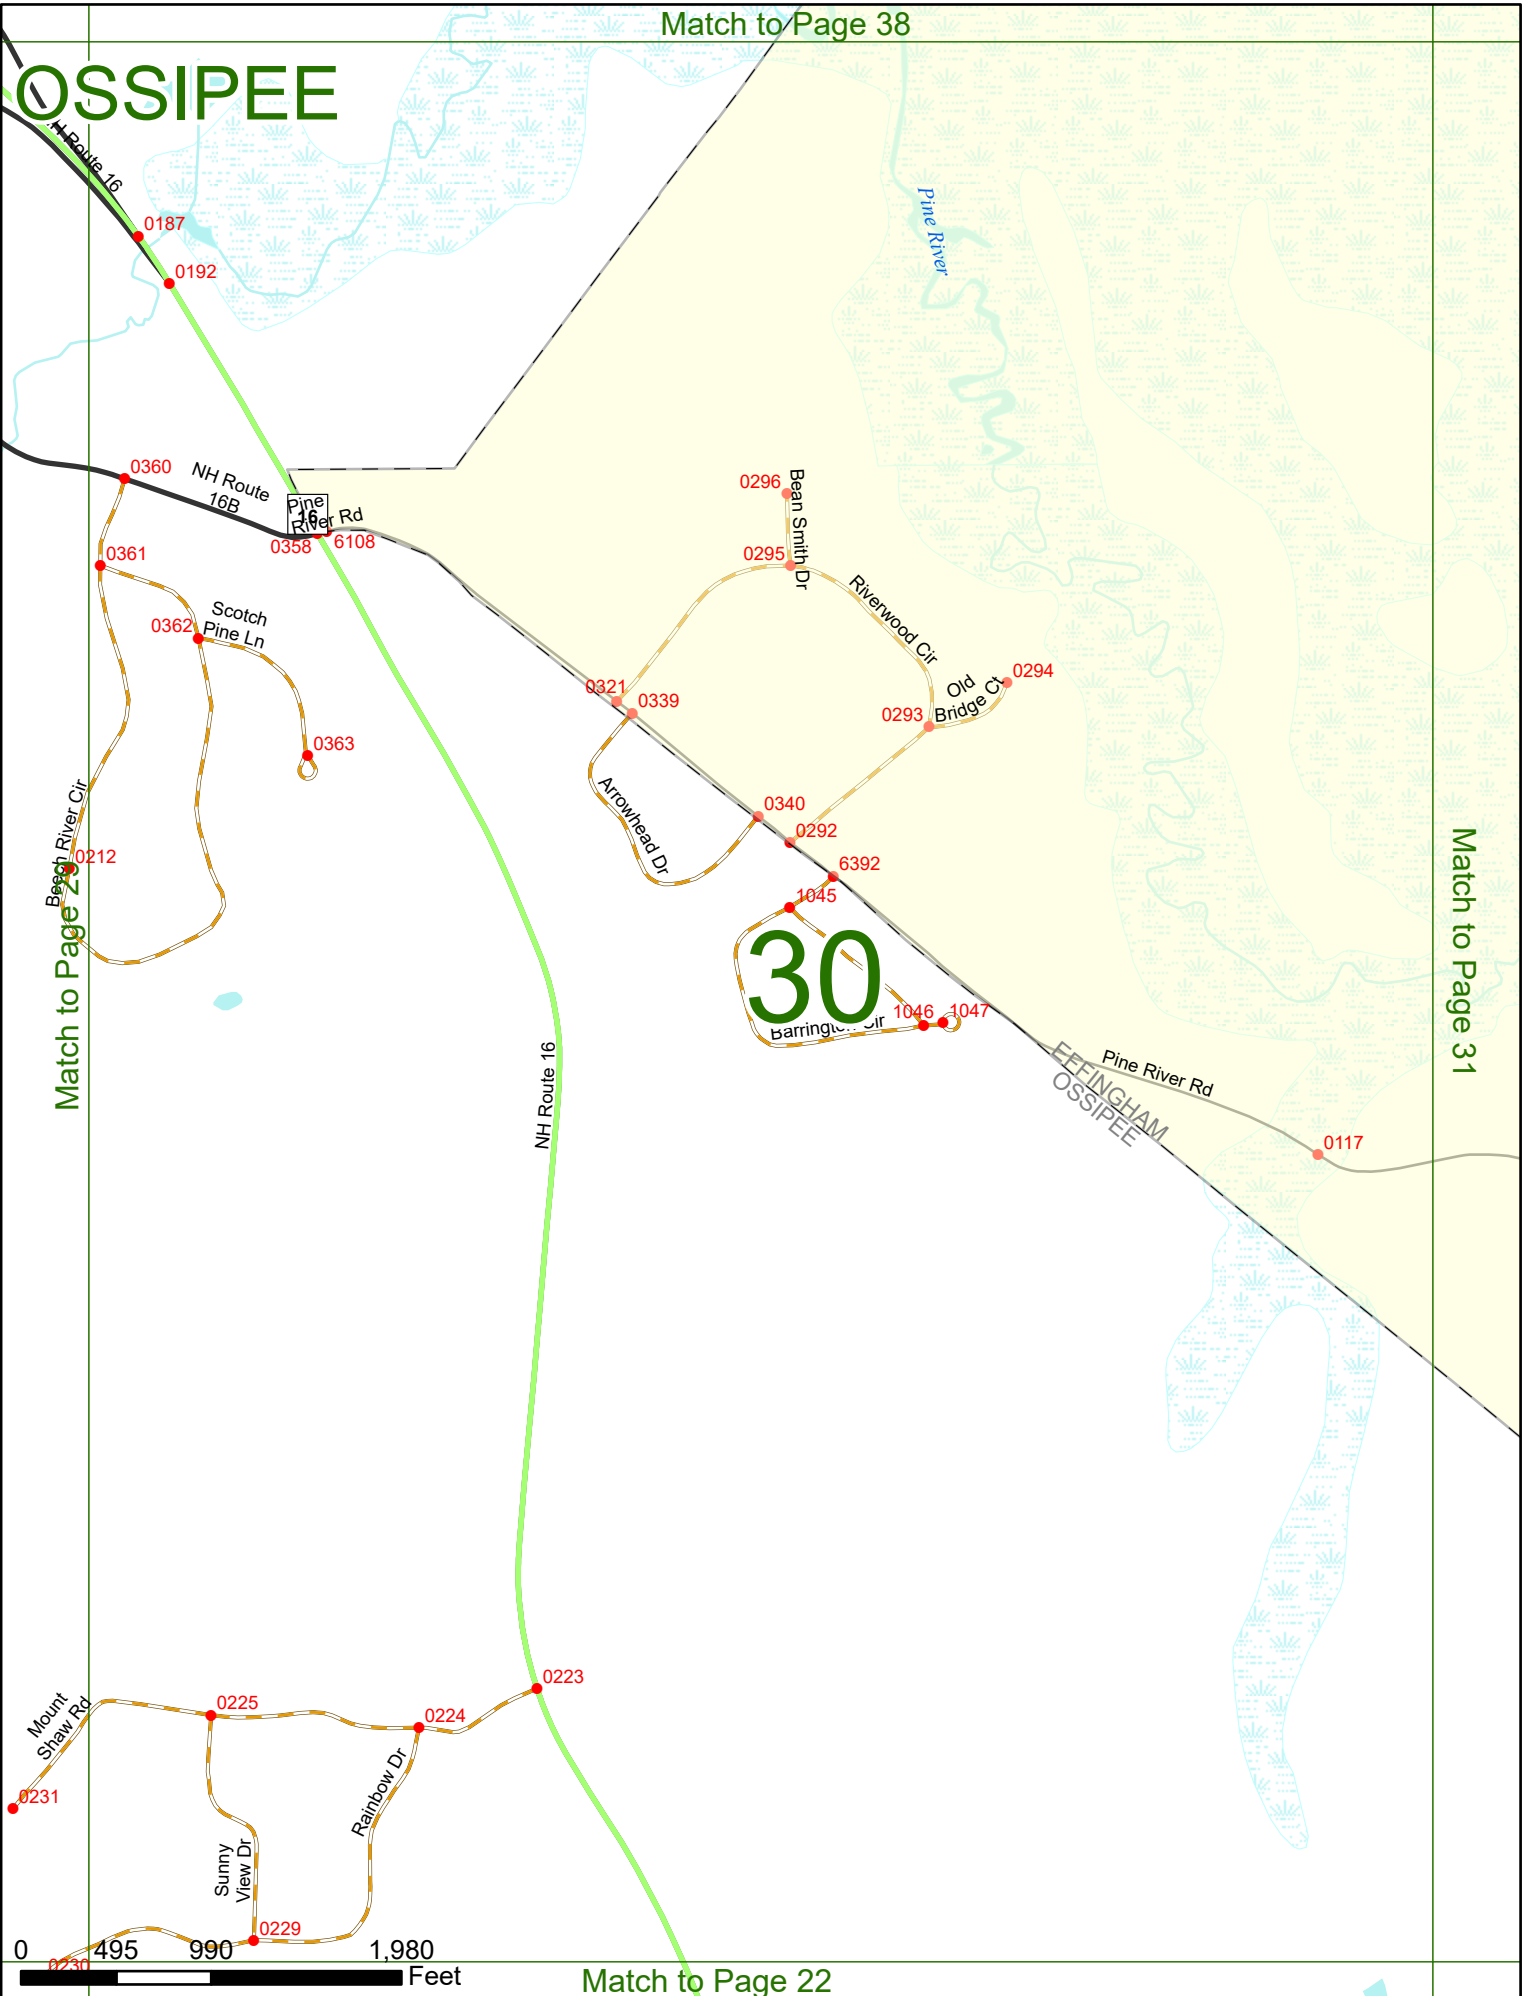 Match to Page 38
OSSIPEE
H Route 16
0187
Pine River
0192
0360
NH Route
16B
0296
Bean Smith Dr
Pine
16
River Rd
0358
6108
0361
0295
Riverwood Cir
Scotch
Pine Ln
0362
0294
Old
Bridge Ct
0321
0339
0293
0363
Arrowhead Dr
Beech River Cir
0340
0292
0212
6392
1045
Match to Page 29
Match to Page 31
30
1046
1047
Barrington Cir
NH Route 16
EFFINGHAM
OSSIPEE
Pine River Rd
0117
0223
0225
0224
Mount
Shaw Rd
0231
Rainbow Dr
Sunny
View Dr
0229
0230
0 495 990 1,980
Feet
Match to Page 22